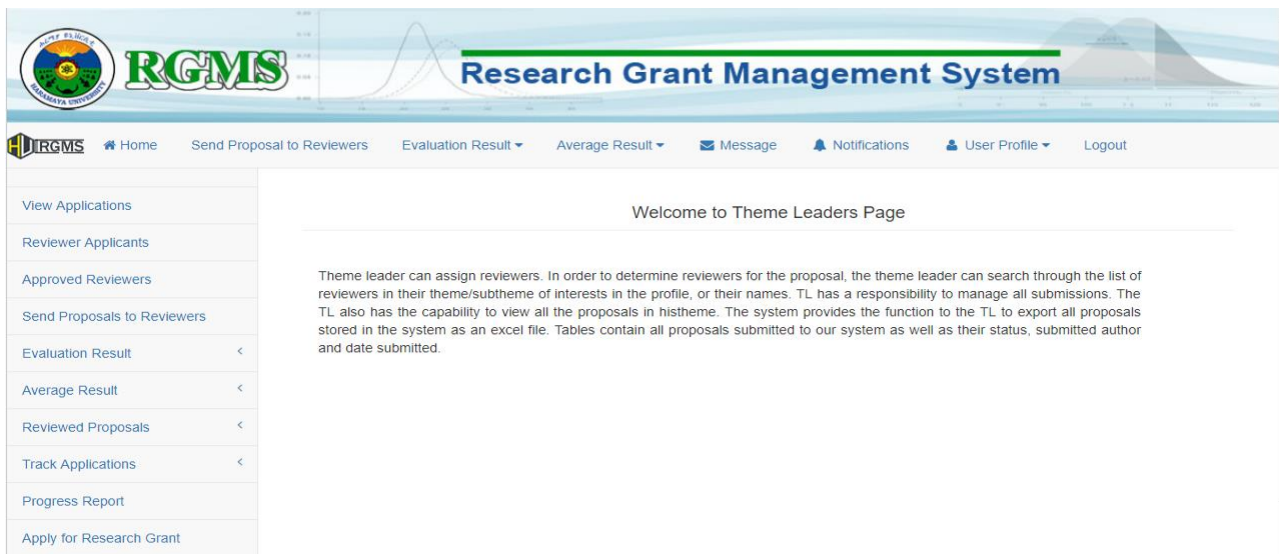 HARAMAYA UNIVERSITY
RGMS
Research Grant Management System
HURGMS
Home
Send Proposal to Reviewers
Evaluation Result
Average Result
Message
Notifications
User Profile
Logout
View Applications
Reviewer Applicants
Approved Reviewers
Send Proposals to Reviewers
Evaluation Result
Average Result
Reviewed Proposals
Track Applications
Progress Report
Apply for Research Grant
Welcome to Theme Leaders Page
Theme leader can assign reviewers. In order to determine reviewers for the proposal, the theme leader can search through the list of
reviewers in their theme/subtheme of interests in the profile, or their names. TL has a responsibility to manage all submissions. The
TL also has the capability to view all the proposals in histheme. The system provides the function to the TL to export all proposals
stored in the system as an excel file. Tables contain all proposals submitted to our system as well as their status, submitted author
and date submitted.